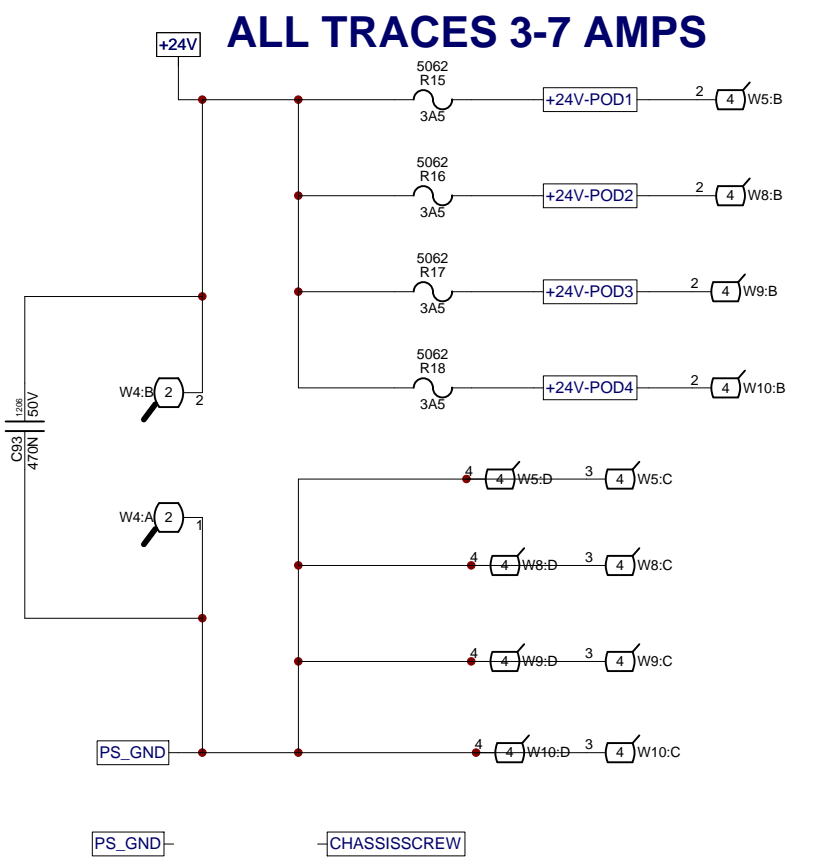 ALL TRACES 3-7 AMPS
+24V
5062
R15
3A5
+24V-POD1
2
4
W5:B
5062
R16
3A5
+24V-POD2
2
4
W8:B
5062
R17
3A5
+24V-POD3
2
4
W9:B
5062
R18
3A5
+24V-POD4
2
4
W10:B
W4:B
2
2
1206
50V
C93
470N
W4:A
2
1
4
4
W5:D
3
4
W5:C
4
4
W8:D
3
4
W8:C
4
4
W9:D
3
4
W9:C
PS_GND
4
4
W10:D
3
4
W10:C
PS_GND
CHASSISSCREW